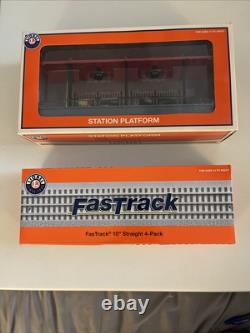 LIONEL
STATION PLATFORM
STATION PLATFORM
LIONEL
FASTRACK
FasTrack® 10" Straight 4-Pack